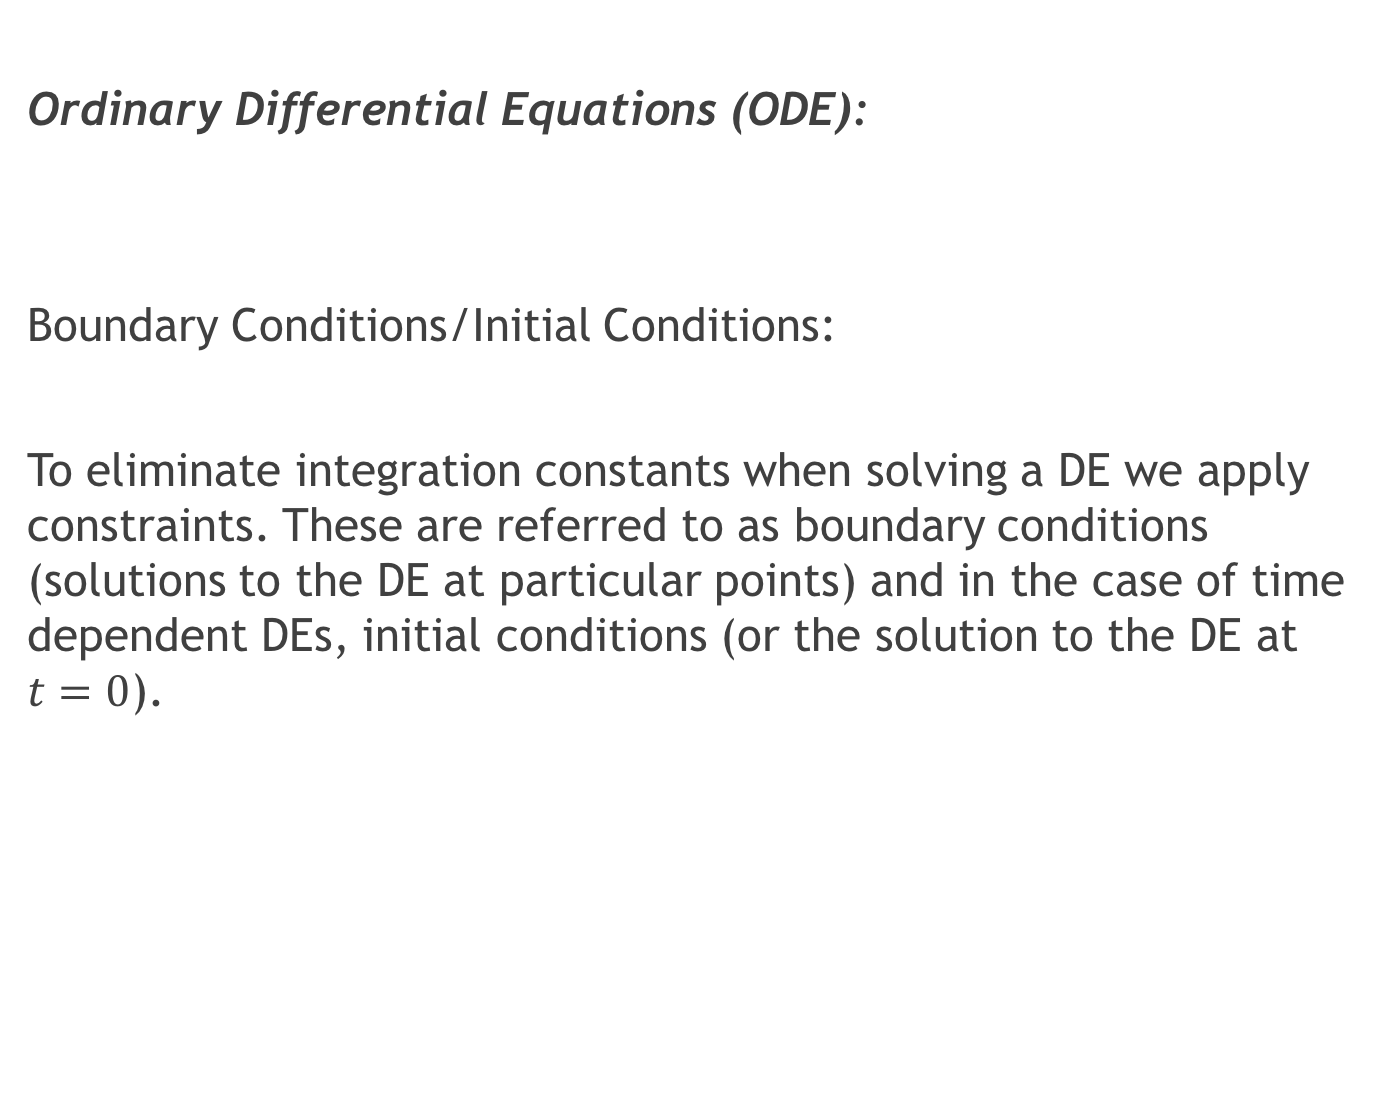 Ordinary Differential Equations (ODE):
Boundary Conditions/Initial Conditions:
To eliminate integration constants when solving a DE we apply
constraints. These are referred to as boundary conditions
(solutions to the DE at particular points) and in the case of time
dependent DEs, initial conditions (or the solution to the DE at
t = 0).